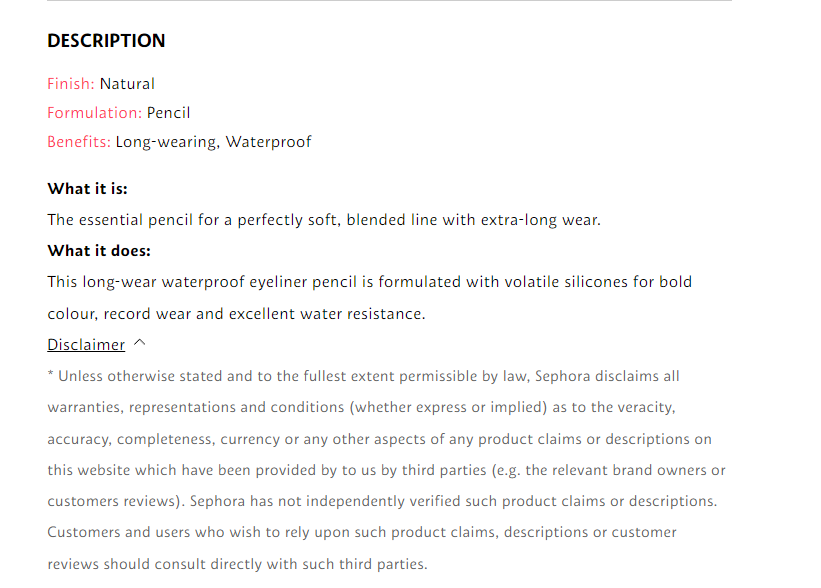 DESCRIPTION
Finish: Natural
Formulation: Pencil
Benefits: Long-wearing, Waterproof
What it is:
The essential pencil for a perfectly soft, blended line with extra-long wear.
What it does:
This long-wear waterproof eyeliner pencil is formulated with volatile silicones for bold
colour, record wear and excellent water resistance.
Disclaimer
* Unless otherwise stated and to the fullest extent permissible by law, Sephora disclaims all
warranties, representations and conditions (whether express or implied) as to the veracity,
accuracy, completeness, currency or any other aspects of any product claims or descriptions on
this website which have been provided by to us by third parties (e.g. the relevant brand owners or
customers reviews). Sephora has not independently verified such product claims or descriptions.
Customers and users who wish to rely upon such product claims, descriptions or customer
reviews should consult directly with such third parties.